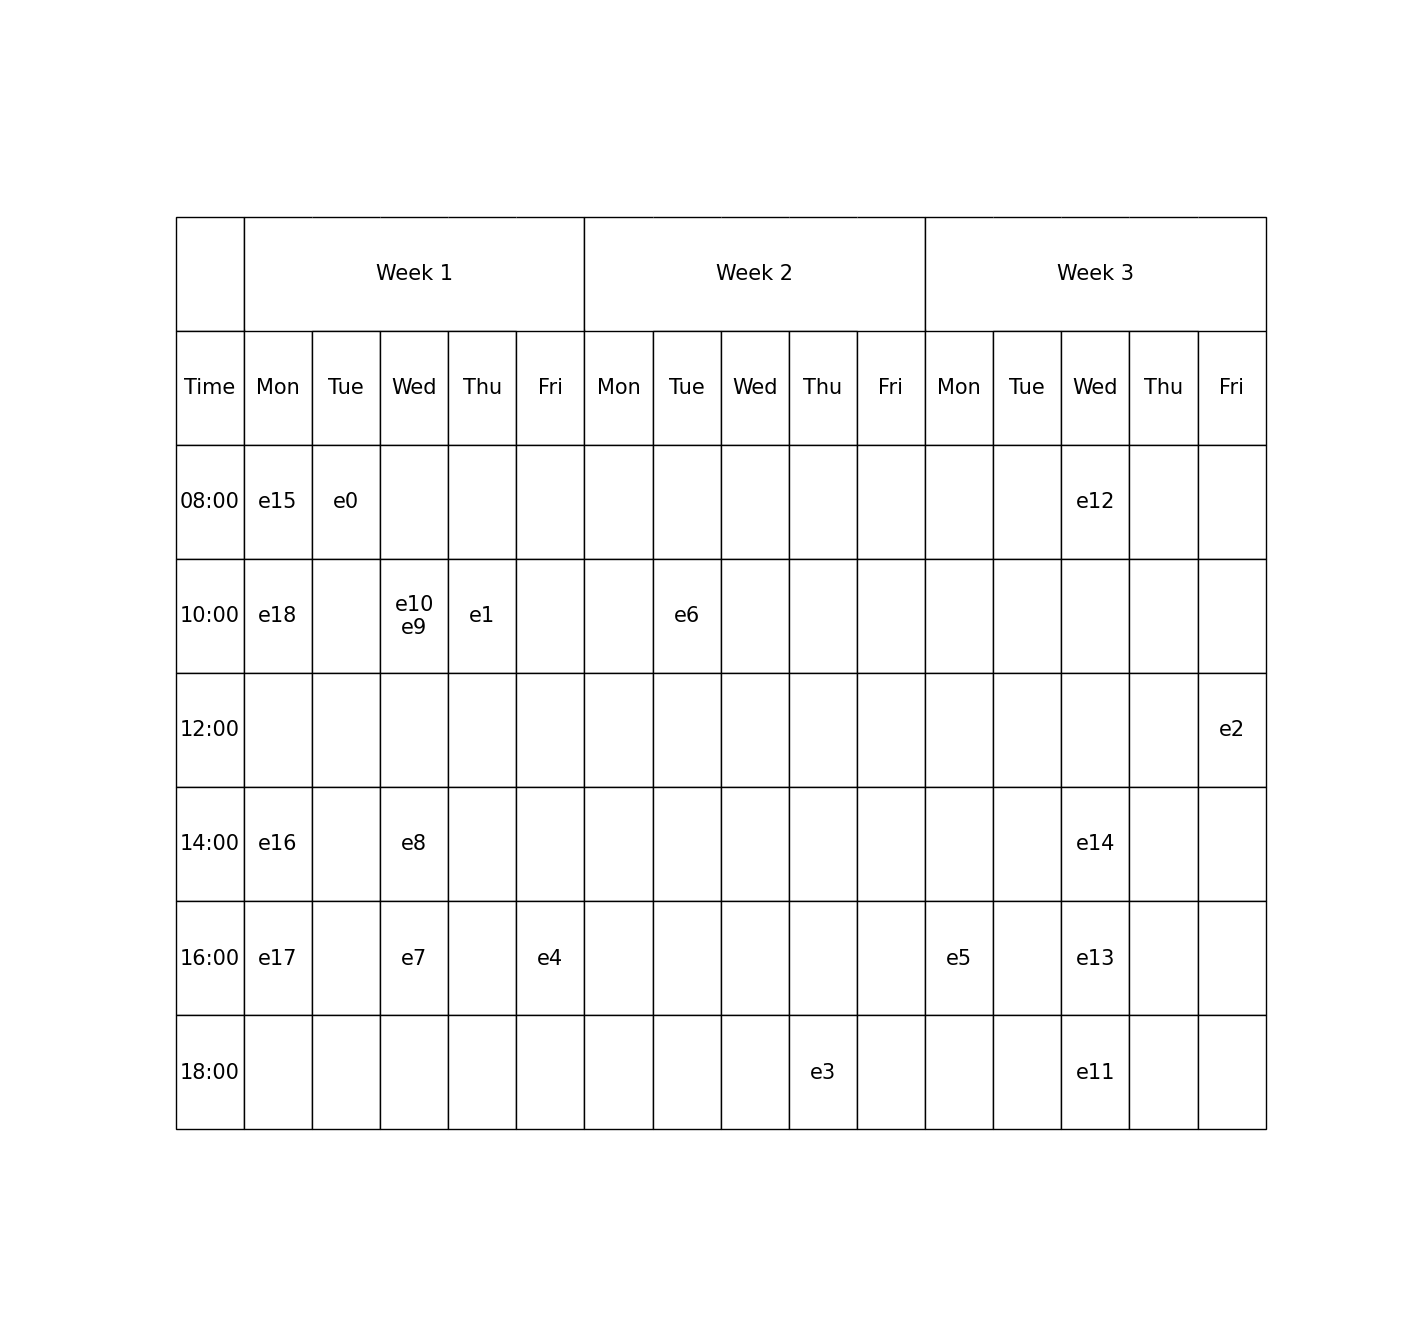 Week 1 Week 2 Week 3
Time Mon Tue Wed Thu Fri Mon Tue Wed Thu Fri Mon Tue Wed Thu Fri
08:00 e15 e0 e12
10:00 e18 e10 e9 e1 e6
12:00 e2
14:00 e16 e8 e14
16:00 e17 e7 e4 e5 e13
18:00 e3 e11